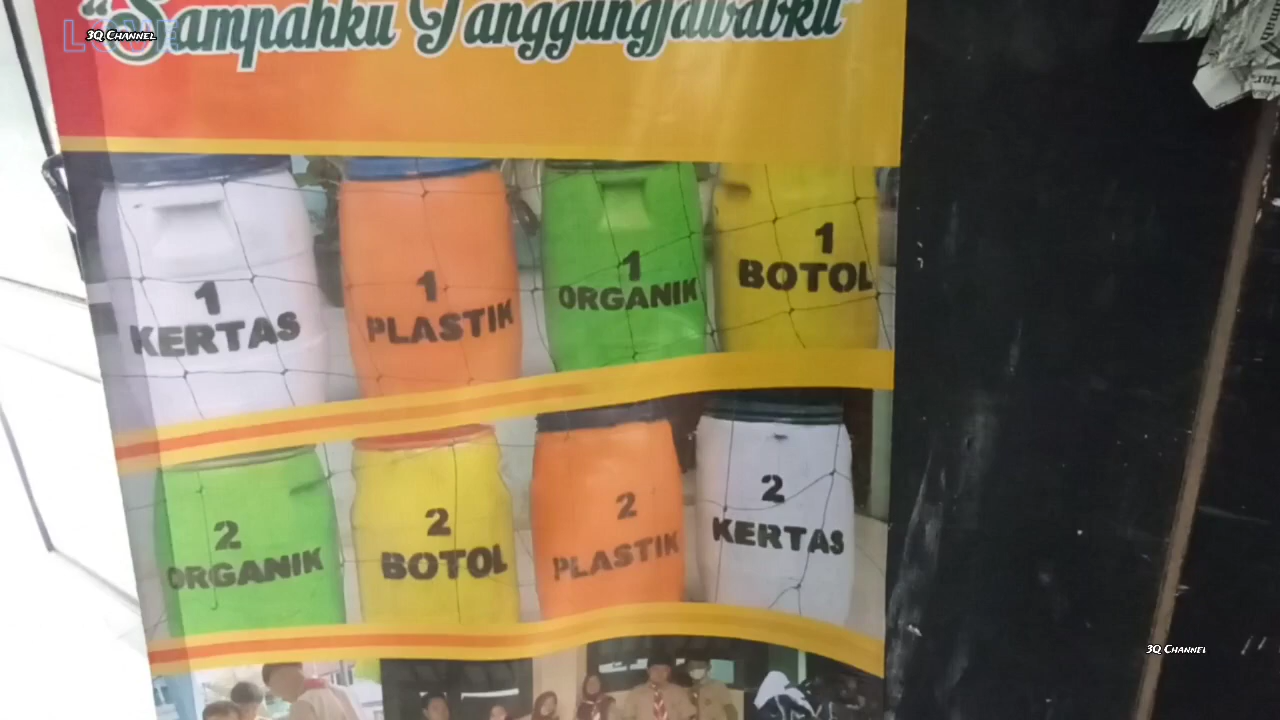 "Sampahku Tanggungjawabku"
3Q CHANNEL
1
KERTAS
1
PLASTIK
1
ORGANIK
1
BOTOL
2
ORGANIK
2
BOTOL
2
PLASTIK
2
KERTAS
3Q CHANNEL